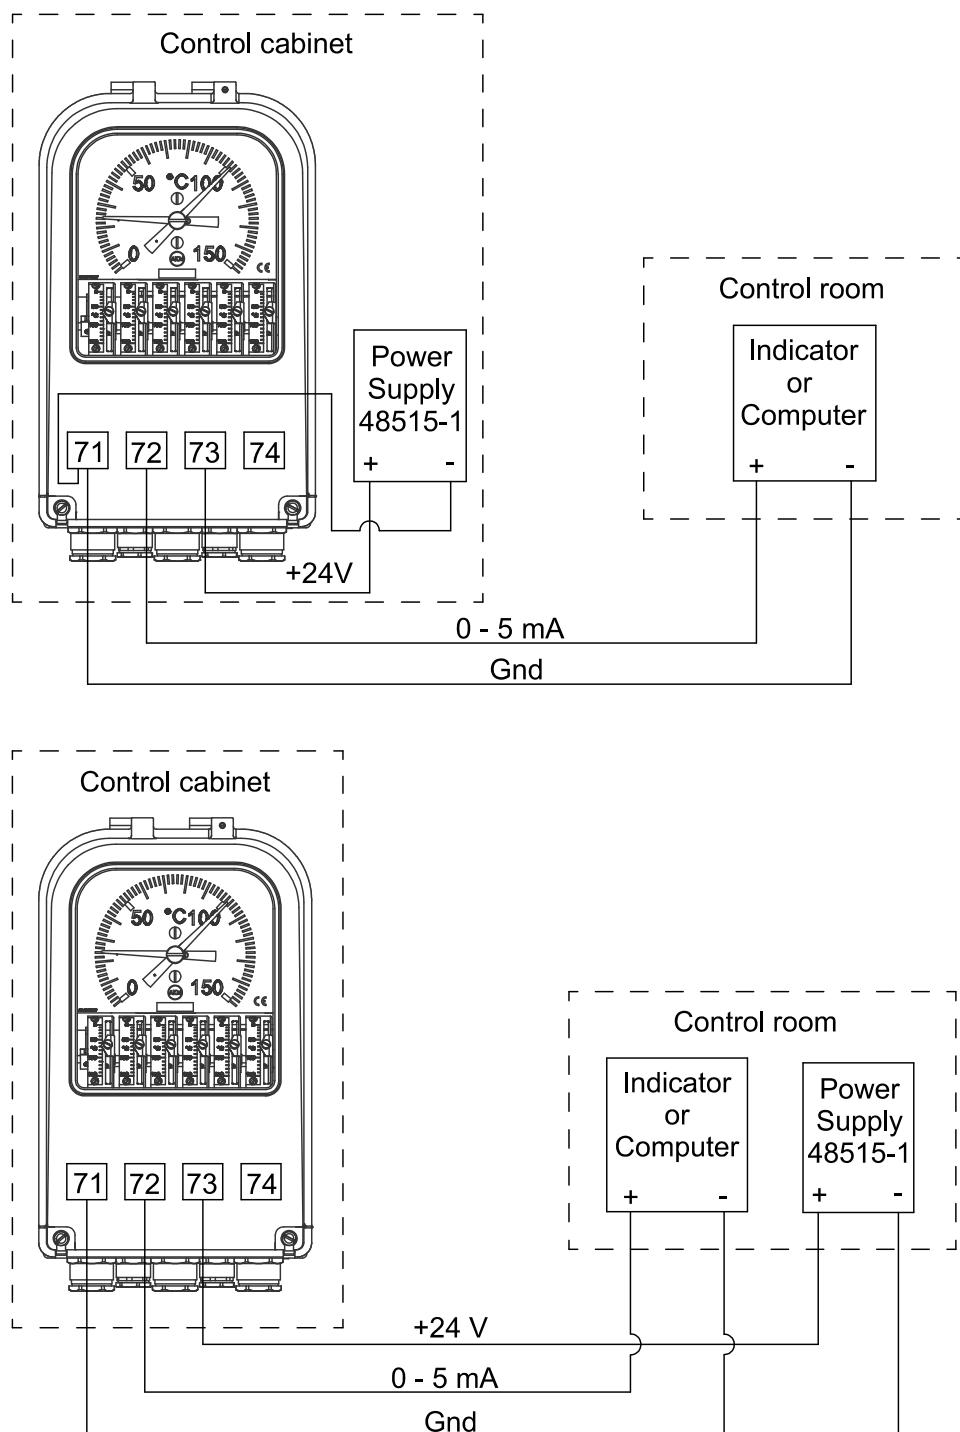 Control cabinet
50 °C 100
0 150
CE
Power
Supply
48515-1
+ -
71 72 73 74
+24V
Control room
Indicator
or
Computer
+ -
0 - 5 mA
Gnd
Control cabinet
50 °C 100
0 150
CE
71 72 73 74
Control room
Indicator
or
Computer
+ -
Power
Supply
48515-1
+ -
+24 V
0 - 5 mA
Gnd